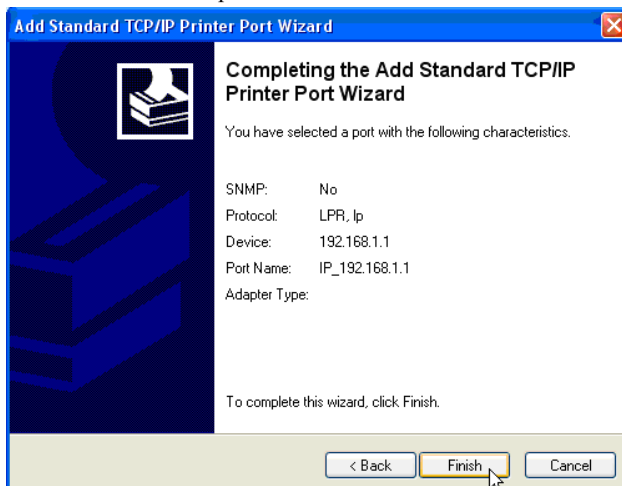 Add Standard TCP/IP Printer Port Wizard
Completing the Add Standard TCP/IP
Printer Port Wizard
You have selected a port with the following characteristics.
SNMP: No
Protocol: LPR, lp
Device: 192.168.1.1
Port Name: IP_192.168.1.1
Adapter Type:
To complete this wizard, click Finish.
< Back Finish Cancel